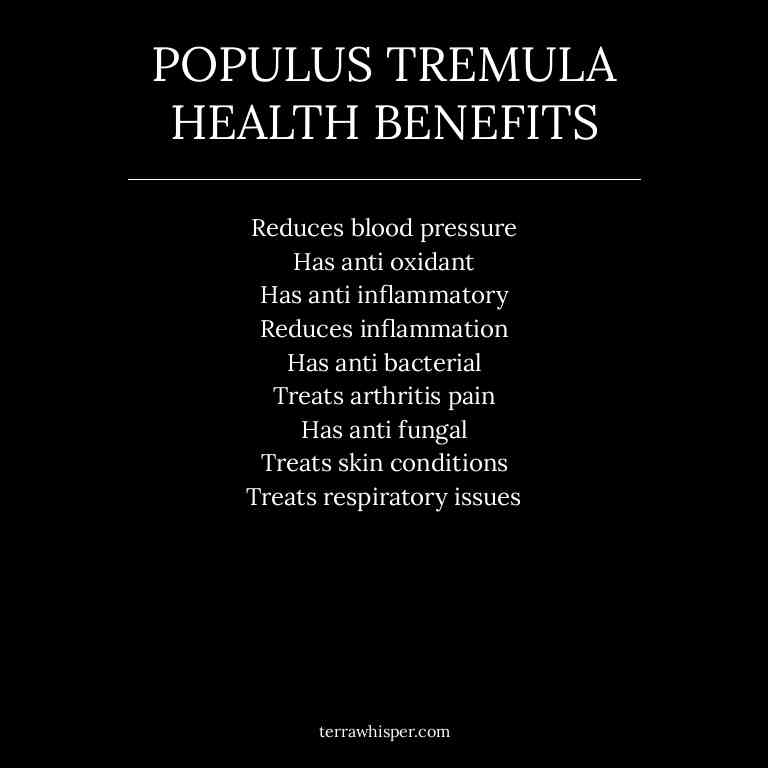 POPULUS TREMULA
HEALTH BENEFITS
Reduces blood pressure
Has anti oxidant
Has anti inflammatory
Reduces inflammation
Has anti bacterial
Treats arthritis pain
Has anti fungal
Treats skin conditions
Treats respiratory issues
terrawhisper.com